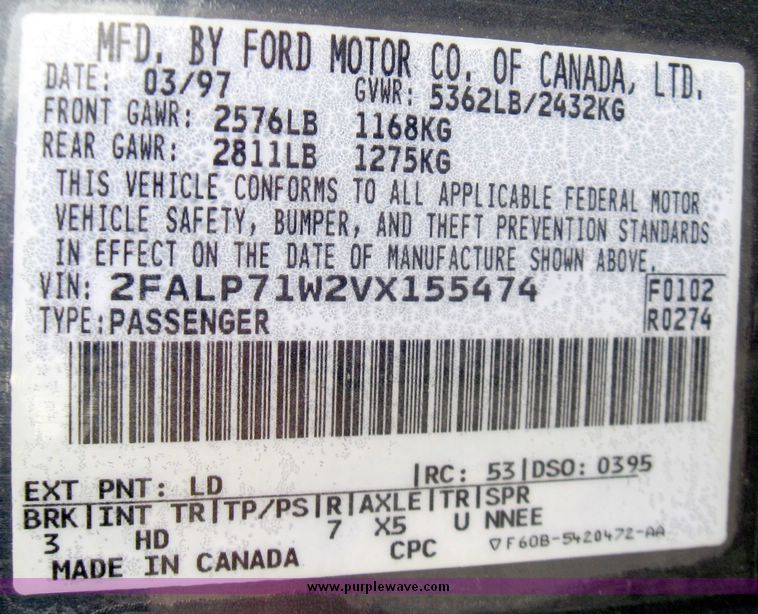 MFD. BY FORD MOTOR CO. OF CANADA, LTD.
DATE: 03/97 GVWR: 5362LB/2432KG
FRONT GAWR: 2576LB 1168KG
REAR GAWR: 2811LB 1275KG
THIS VEHICLE CONFORMS TO ALL APPLICABLE FEDERAL MOTOR
VEHICLE SAFETY, BUMPER, AND THEFT PREVENTION STANDARDS
IN EFFECT ON THE DATE OF MANUFACTURE SHOWN ABOVE.
VIN: 2FALP71W2VX155474 F0102
TYPE: PASSENGER R0274
EXT PNT: LD |RC: 53|DSO: 0395
BRK|INT TR|TP/PS|R|AXLE|TR|SPR
3 HD 7 X5 U NNEE
MADE IN CANADA CPC ▽F60B-5420472-AA
www.purplewave.com